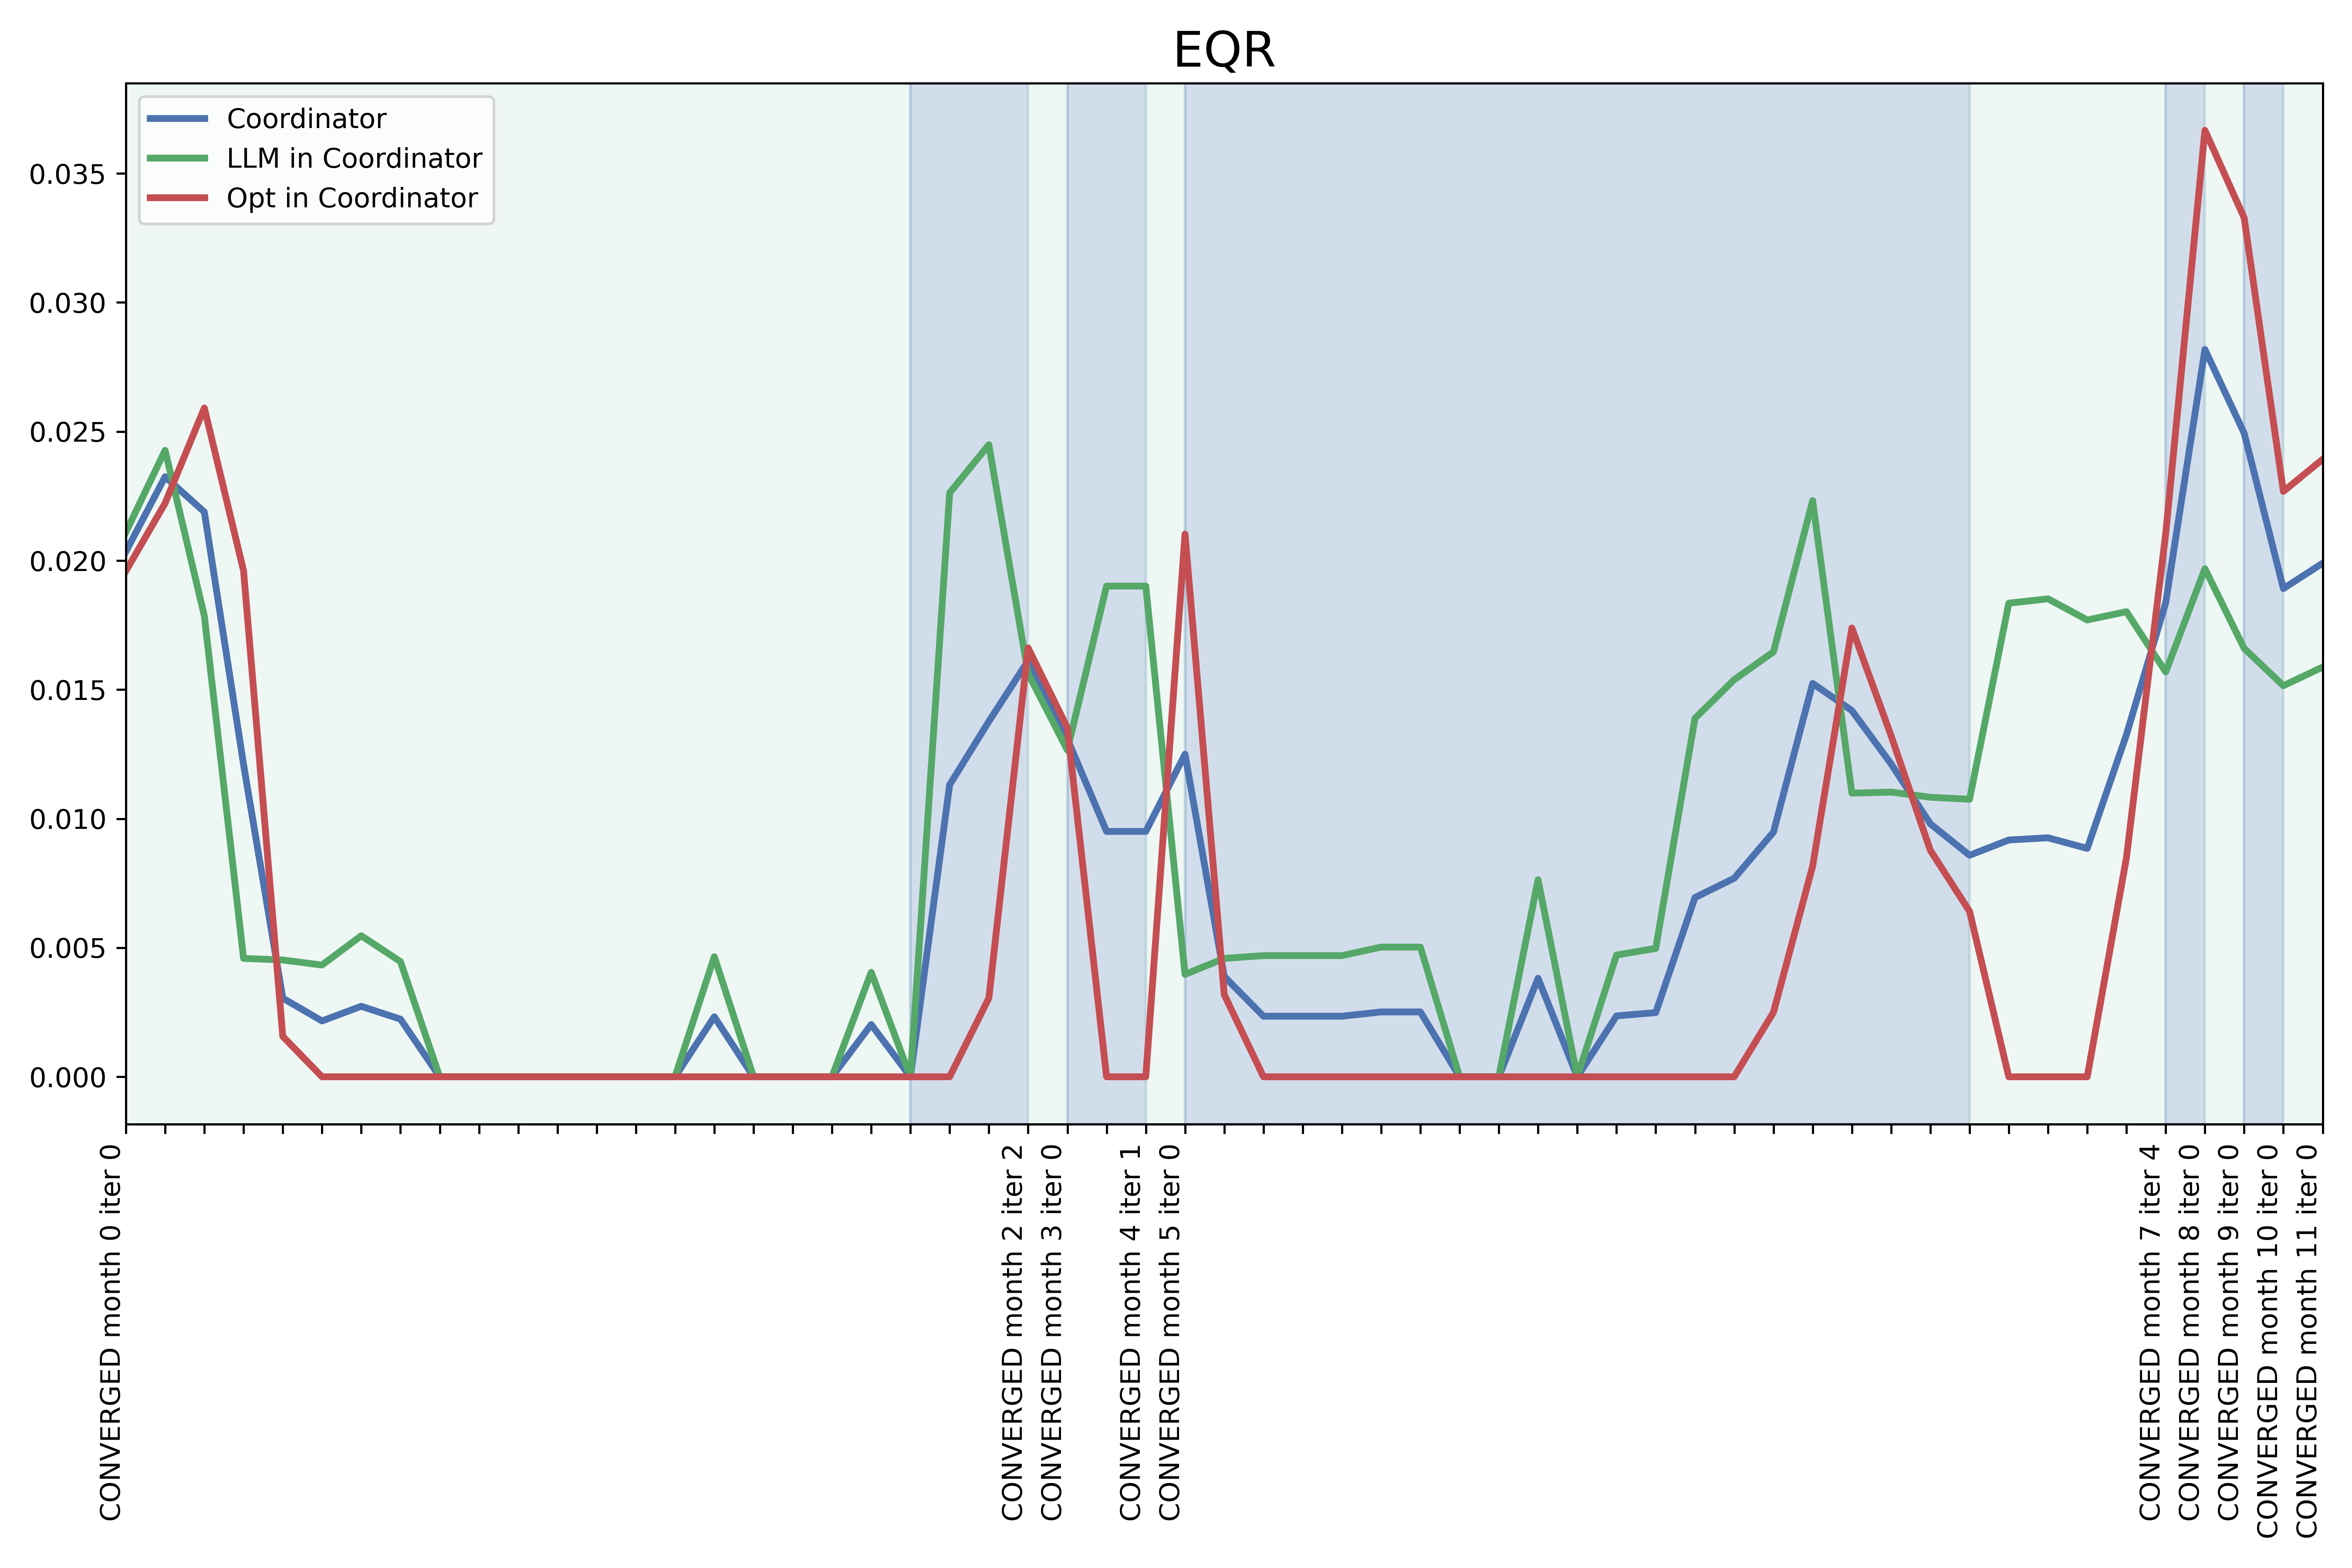 EQR
Coordinator
LLM in Coordinator
Opt in Coordinator
0.035
0.030
0.025
0.020
0.015
0.010
0.005
0.000
CONVERGED month 0 iter 0
CONVERGED month 2 iter 2
CONVERGED month 3 iter 0
CONVERGED month 4 iter 1
CONVERGED month 5 iter 0
CONVERGED month 7 iter 4
CONVERGED month 8 iter 0
CONVERGED month 9 iter 0
CONVERGED month 10 iter 0
CONVERGED month 11 iter 0